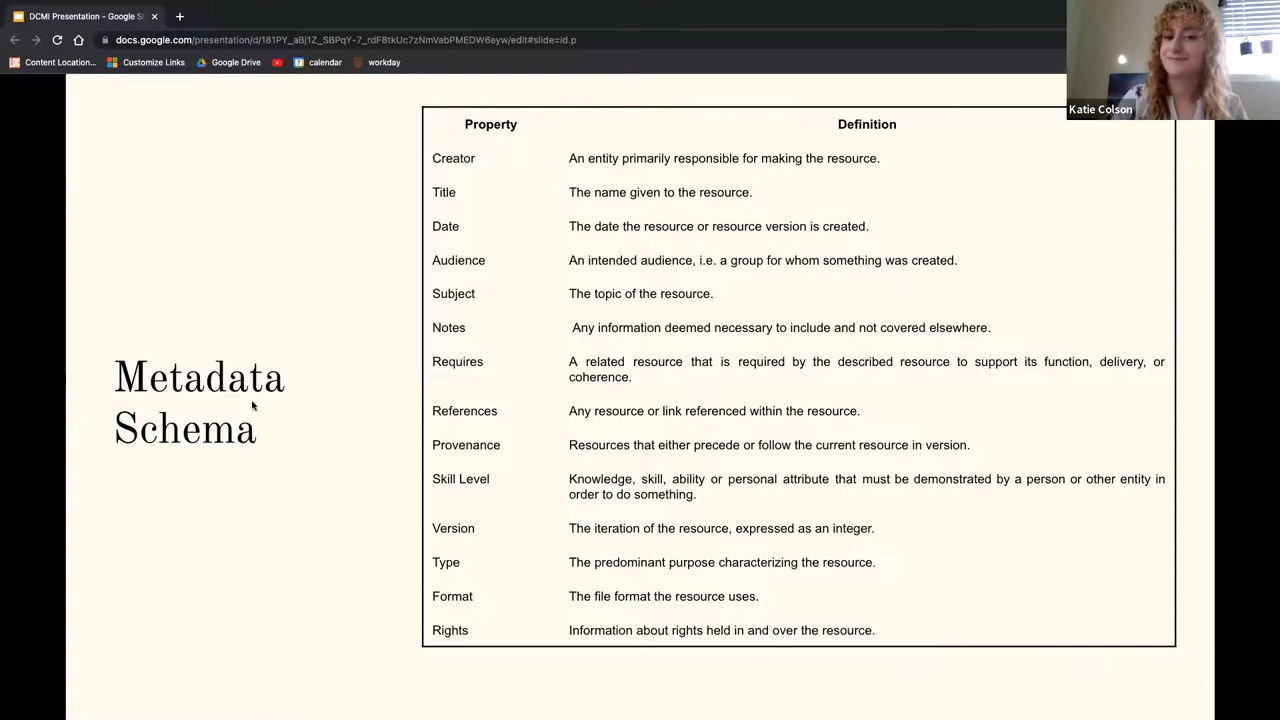 DCMI Presentation - Google Sl
docs.google.com/presentation/d/181PY_aBj1Z_SBPqY-7_rdF8tkUc7zNmVabPMEDW6eyw/edit#slide=id.p
Content Location...
Customize Links
Google Drive
calendar
workday
Katie Colson
Metadata
Schema
Property Definition
Creator An entity primarily responsible for making the resource.
Title The name given to the resource.
Date The date the resource or resource version is created.
Audience An intended audience, i.e. a group for whom something was created.
Subject The topic of the resource.
Notes Any information deemed necessary to include and not covered elsewhere.
Requires A related resource that is required by the described resource to support its function, delivery, or
coherence.
References Any resource or link referenced within the resource.
Provenance Resources that either precede or follow the current resource in version.
Skill Level Knowledge, skill, ability or personal attribute that must be demonstrated by a person or other entity in
order to do something.
Version The iteration of the resource, expressed as an integer.
Type The predominant purpose characterizing the resource.
Format The file format the resource uses.
Rights Information about rights held in and over the resource.